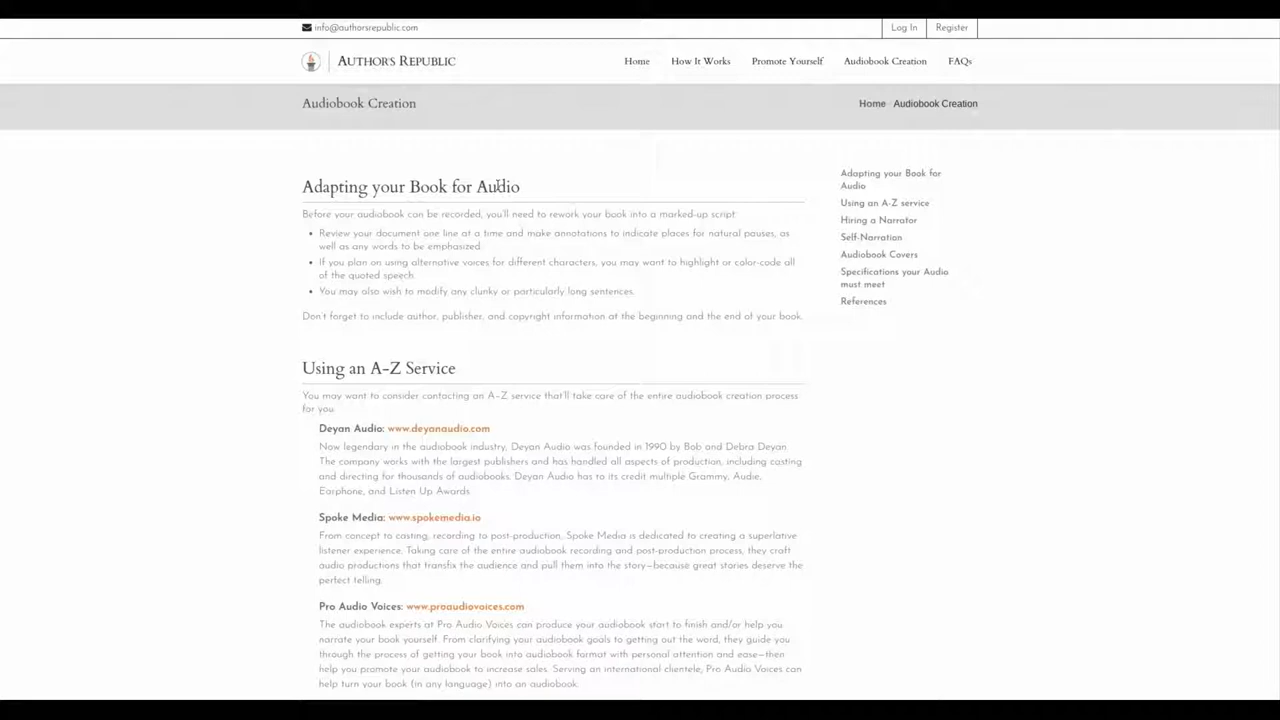 info@authorsrepublic.com
Log In
Register
AUTHOR'S REPUBLIC
Home
How It Works
Promote Yourself
Audiobook Creation
FAQs
Audiobook Creation
Home
Audiobook Creation
Adapting your Book for Audio
Before your audiobook can be recorded, you'll need to rework your book into a marked-up script:
• Review your document one line at a time and make annotations to indicate places for natural pauses, as
well as any words to be emphasized.
• If you plan on using alternative voices for different characters, you may want to highlight or color-code all
of the quoted speech.
• You may also wish to modify any clunky or particularly long sentences.
Don't forget to include author, publisher, and copyright information at the beginning and the end of your book.
Using an A-Z Service
You may want to consider contacting an A-Z service that'll take care of the entire audiobook creation process
for you.
Deyan Audio: www.deyanaudio.com
Now legendary in the audiobook industry, Deyan Audio was founded in 1990 by Bob and Debra Deyan.
The company works with the largest publishers and has handled all aspects of production, including casting
and directing for thousands of audiobooks. Deyan Audio has to its credit multiple Grammy, Audie,
Earphone, and Listen Up Awards.
Spoke Media: www.spokemedia.io
From concept to casting, recording to post-production, Spoke Media is dedicated to creating a superlative
listener experience. Taking care of the entire audiobook recording and post-production process, they craft
audio productions that transfix the audience and pull them into the story—because great stories deserve the
perfect telling.
Pro Audio Voices: www.proaudiovoices.com
The audiobook experts at Pro Audio Voices can produce your audiobook start to finish and/or help you
narrate your book yourself. From clarifying your audiobook goals to getting out the word, they guide you
through the process of getting your book into audiobook format with personal attention and ease—then
help you promote your audiobook to increase sales. Serving an international clientele, Pro Audio Voices can
help turn your book (in any language) into an audiobook.
Adapting your Book for
Audio
Using an A-Z service
Hiring a Narrator
Self-Narration
Audiobook Covers
Specifications your Audio
must meet
References